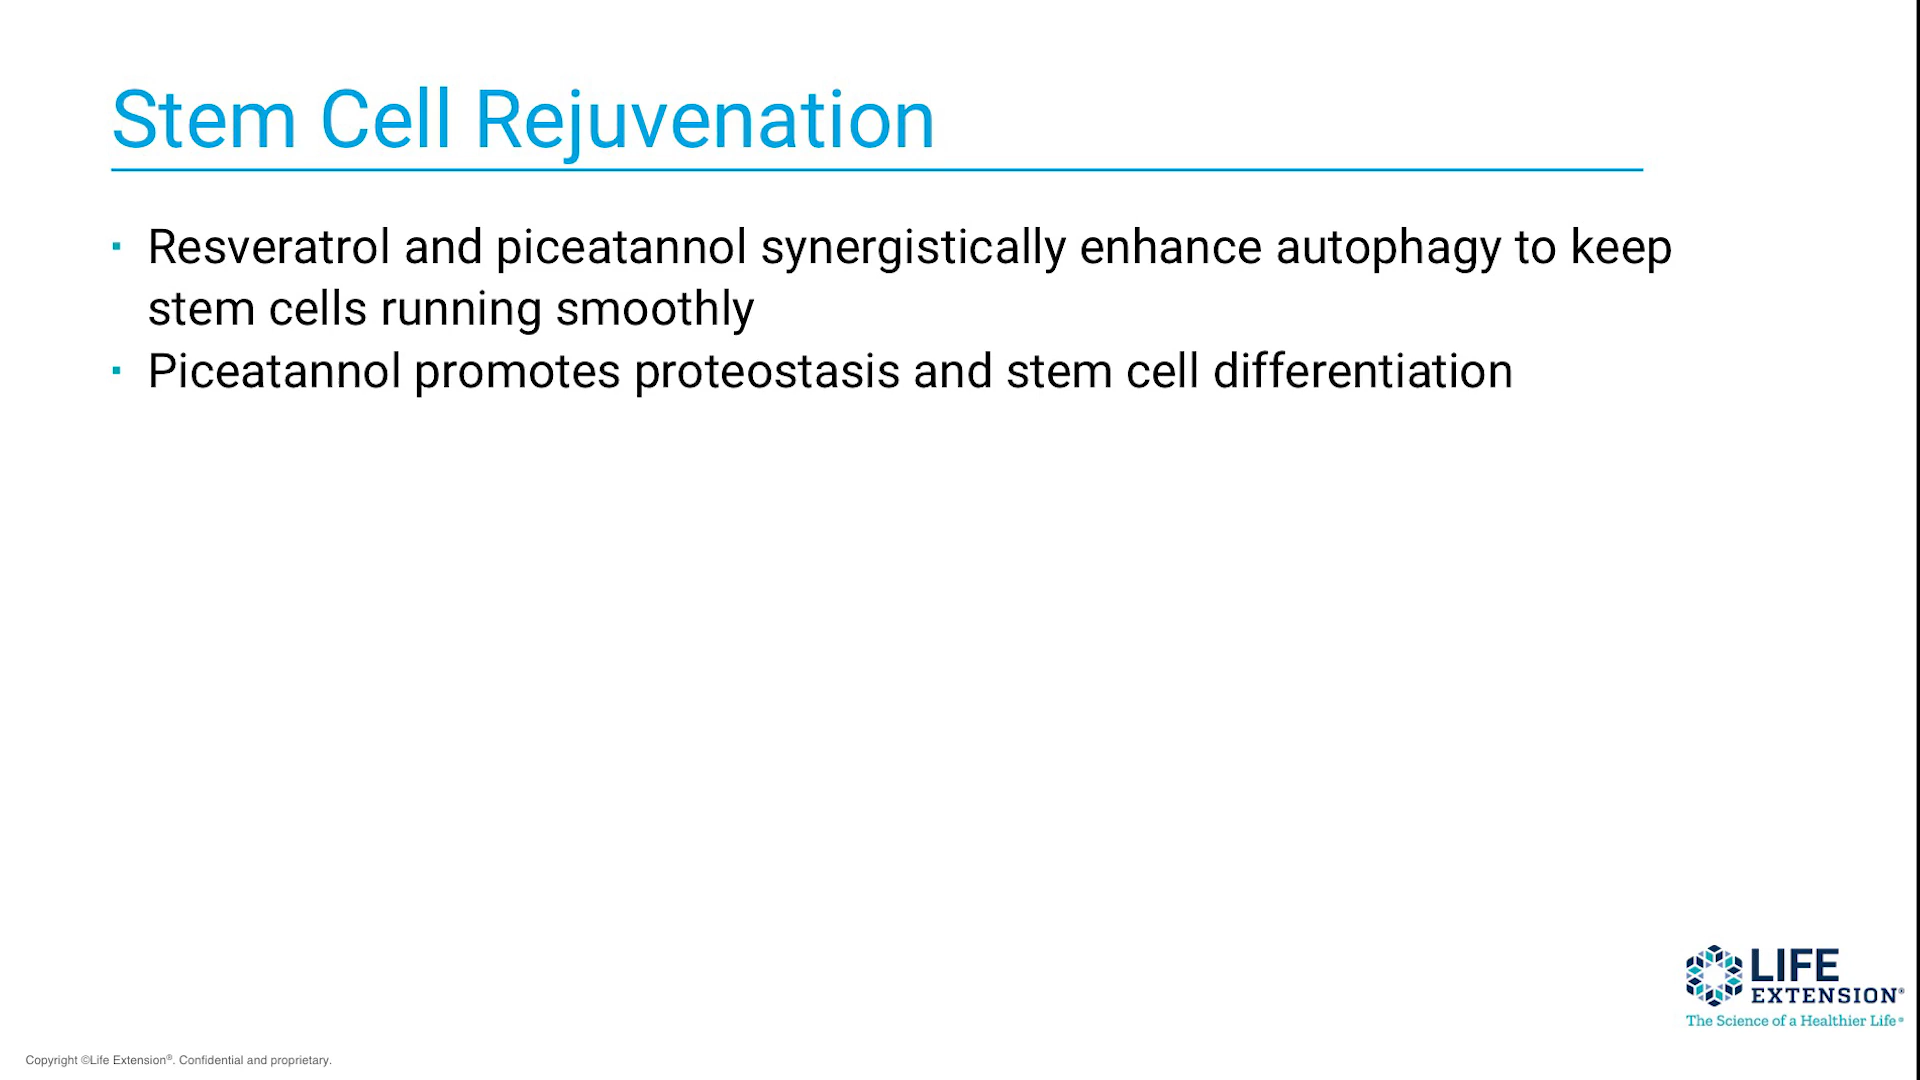 Stem Cell Rejuvenation
▪ Resveratrol and piceatannol synergistically enhance autophagy to keep
stem cells running smoothly
▪ Piceatannol promotes proteostasis and stem cell differentiation
LIFE
EXTENSION®
The Science of a Healthier Life®
Copyright ©Life Extension®. Confidential and proprietary.